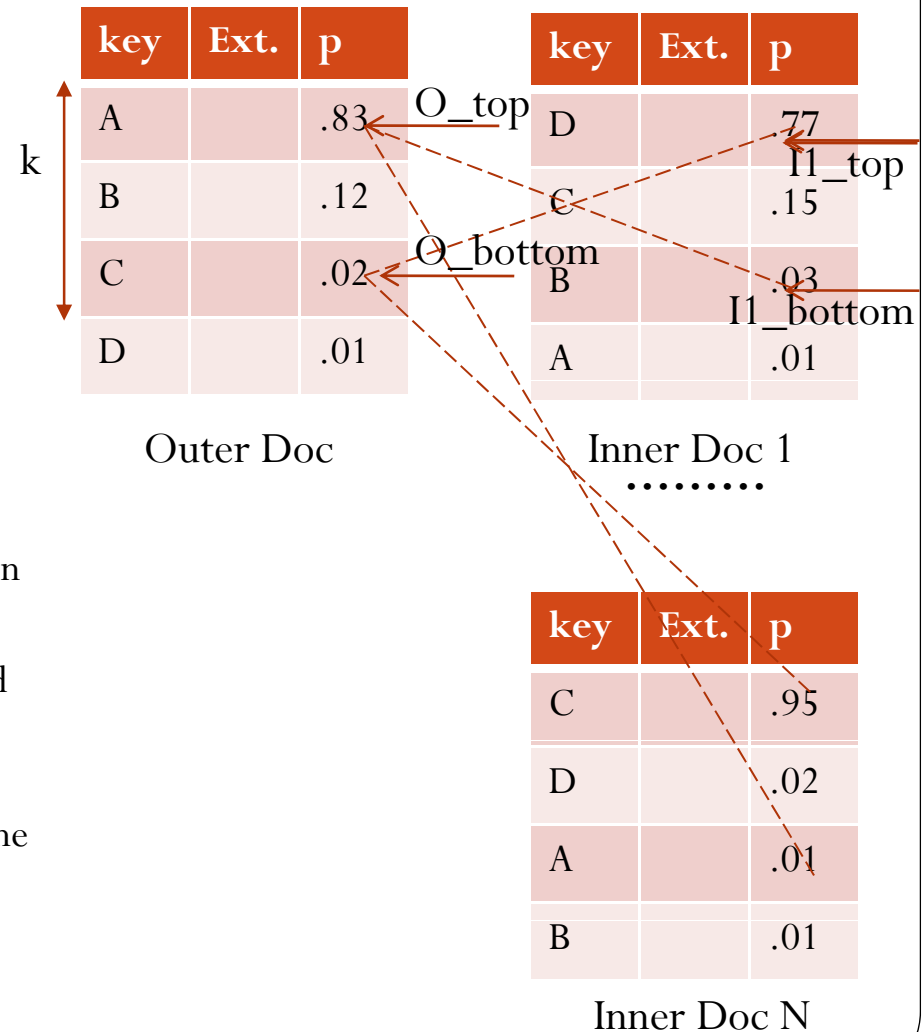 key Ext. p
A .83
B .12
C .02
D .01
k
O_top
O_bottom
Outer Doc
key Ext. p
D .77
C .15
B .03
A .01
I1_top
I1_bottom
Inner Doc 1
.........
n
d
ne
key Ext. p
C .95
D .02
A .01
B .01
Inner Doc N